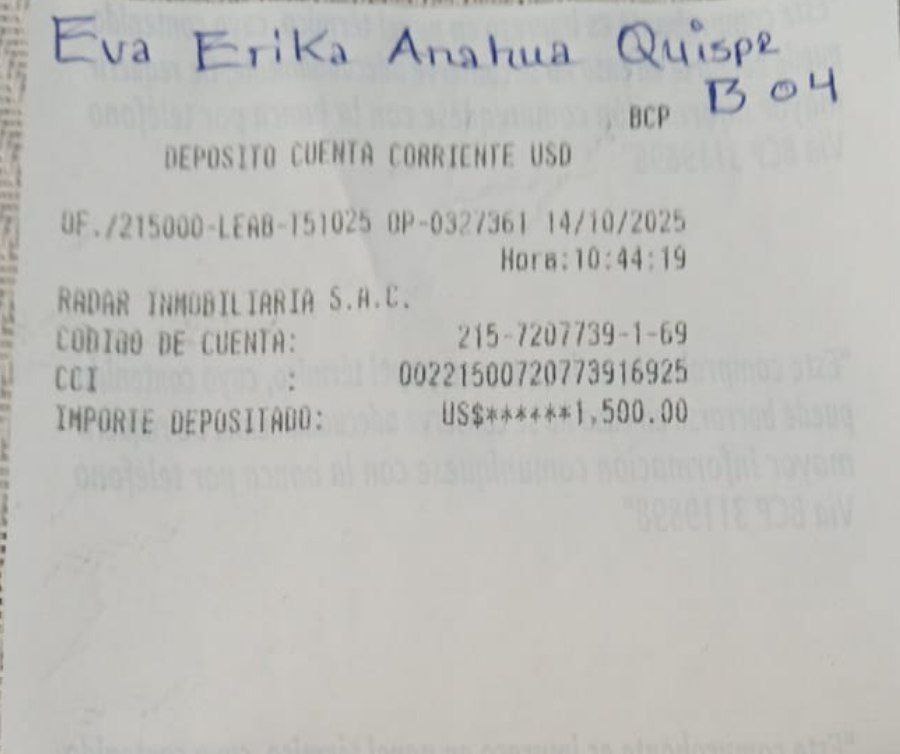 Eva Erika Anahua Quispe
B 04
BCP
DEPOSITO CUENTA CORRIENTE USD
OF./215000-LEAB-T51025 OP-0327361 14/10/2025
Hora:10:44:19
RADAR INMOBILIARIA S.A.C.
CODIGO DE CUENTA: 215-7207739-1-69
CCI : 00221500720773916925
IMPORTE DEPOSITADO: US$******1,500.00